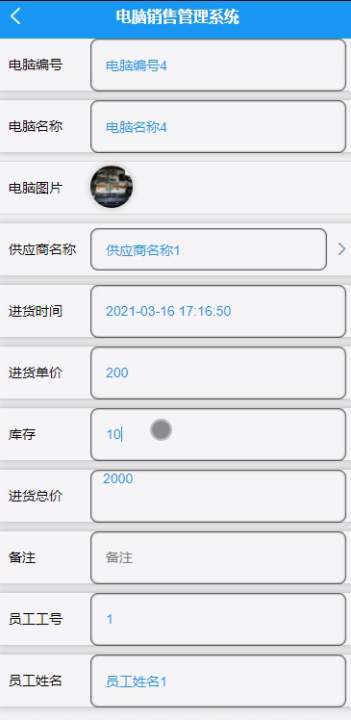 电脑销售管理系统
电脑编号 电脑编号4
电脑名称 电脑名称4
电脑图片
供应商名称 供应商名称1
进货时间 2021-03-16 17:16:50
进货单价 200
库存 10
进货总价 2000
备注 备注
员工工号 1
员工姓名 员工姓名1